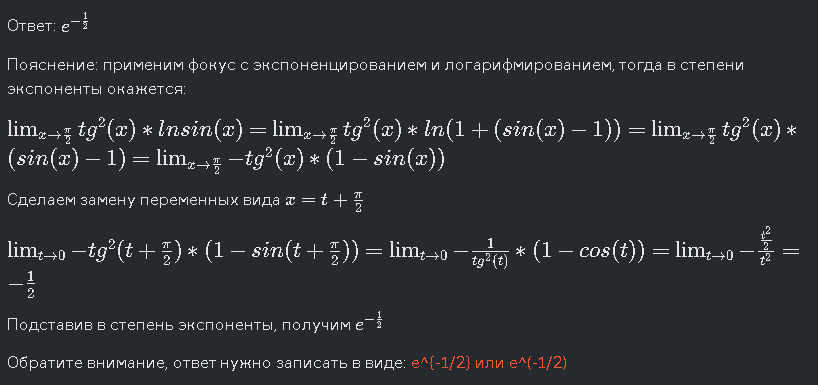 Ответ: $e^{-\frac{1}{2}}$
Пояснение: применим фокус с экспоненцированием и логарифмированием, тогда в степени
экспоненты окажется:
$\lim_{x \to \frac{\pi}{2}} tg^2(x) * lnsin(x) = \lim_{x \to \frac{\pi}{2}} tg^2(x) * ln(1 + (sin(x) - 1)) = \lim_{x \to \frac{\pi}{2}} tg^2(x) *$
$(sin(x) - 1) = \lim_{x \to \frac{\pi}{2}} -tg^2(x) * (1 - sin(x))$
Сделаем замену переменных вида $x = t + \frac{\pi}{2}$
$\lim_{t \to 0} -tg^2(t + \frac{\pi}{2}) * (1 - sin(t + \frac{\pi}{2})) = \lim_{t \to 0} -\frac{1}{tg^2(t)} * (1 - cos(t)) = \lim_{t \to 0} -\frac{\frac{t^2}{2}}{t^2} =$
$-\frac{1}{2}$
Подставив в степень экспоненты, получим $e^{-\frac{1}{2}}$
Обратите внимание, ответ нужно записать в виде: e^{-1/2} или e^(-1/2)